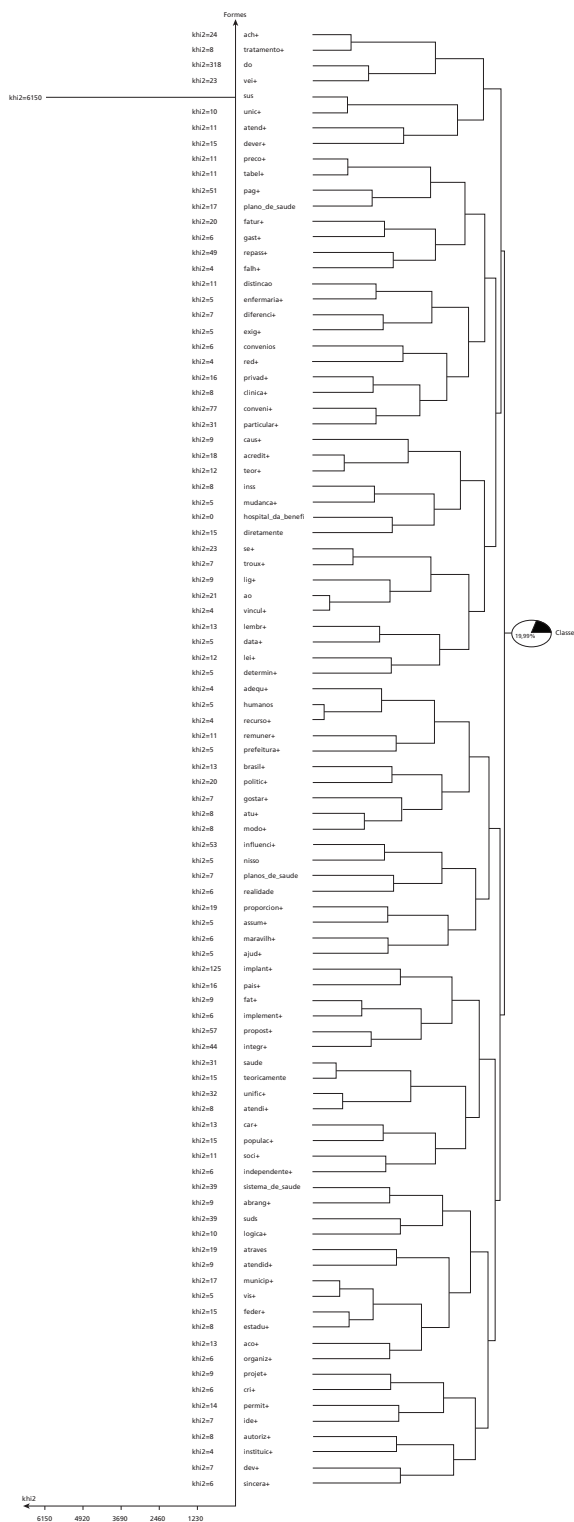 Formes
khi2=24 ach+
khi2=8 tratamento+
khi2=318 do
khi2=23 vei+
khi2=6150 sus
khi2=10 unic+
khi2=11 atend+
khi2=15 dever+
khi2=11 preco+
khi2=11 tabel+
khi2=51 pag+
khi2=17 plano_de_saude
khi2=20 fatur+
khi2=6 gast+
khi2=49 repass+
khi2=4 falh+
khi2=11 distincao
khi2=5 enfermaria+
khi2=7 diferenci+
khi2=5 exig+
khi2=6 convenios
khi2=4 red+
khi2=16 privad+
khi2=8 clinica+
khi2=77 conveni+
khi2=31 particular+
khi2=9 caus+
khi2=18 acredit+
khi2=12 teor+
khi2=8 inss
khi2=5 mudanca+
khi2=0 hospital_da_benefi
khi2=15 diretamente
khi2=23 se+
khi2=7 troux+
khi2=9 lig+
khi2=21 ao
khi2=4 vincul+
khi2=13 lembr+
khi2=5 data+
19,99% Classe
khi2=12 lei+
khi2=5 determin+
khi2=4 adequ+
khi2=5 humanos
khi2=4 recurso+
khi2=11 remuner+
khi2=5 prefeitura+
khi2=13 brasil+
khi2=20 politic+
khi2=7 gostar+
khi2=8 atu+
khi2=8 modo+
khi2=53 influenci+
khi2=5 nisso
khi2=7 planos_de_saude
khi2=6 realidade
khi2=19 proporcion+
khi2=5 assum+
khi2=6 maravilh+
khi2=5 ajud+
khi2=125 implant+
khi2=16 pais+
khi2=9 fat+
khi2=6 implement+
khi2=57 propost+
khi2=44 integr+
khi2=31 saude
khi2=15 teoricamente
khi2=32 unific+
khi2=8 atendi+
khi2=13 car+
khi2=15 populac+
khi2=11 soci+
khi2=6 independente+
khi2=39 sistema_de_saude
khi2=9 abrang+
khi2=39 suds
khi2=10 logica+
khi2=19 atraves
khi2=9 atendid+
khi2=17 municip+
khi2=5 vis+
khi2=15 feder+
khi2=8 estadu+
khi2=13 aco+
khi2=6 organiz+
khi2=9 projet+
khi2=6 cri+
khi2=14 permit+
khi2=7 ide+
khi2=8 autoriz+
khi2=4 instituic+
khi2=7 dev+
khi2=6 sincera+
khi2
6150 4920 3690 2460 1230